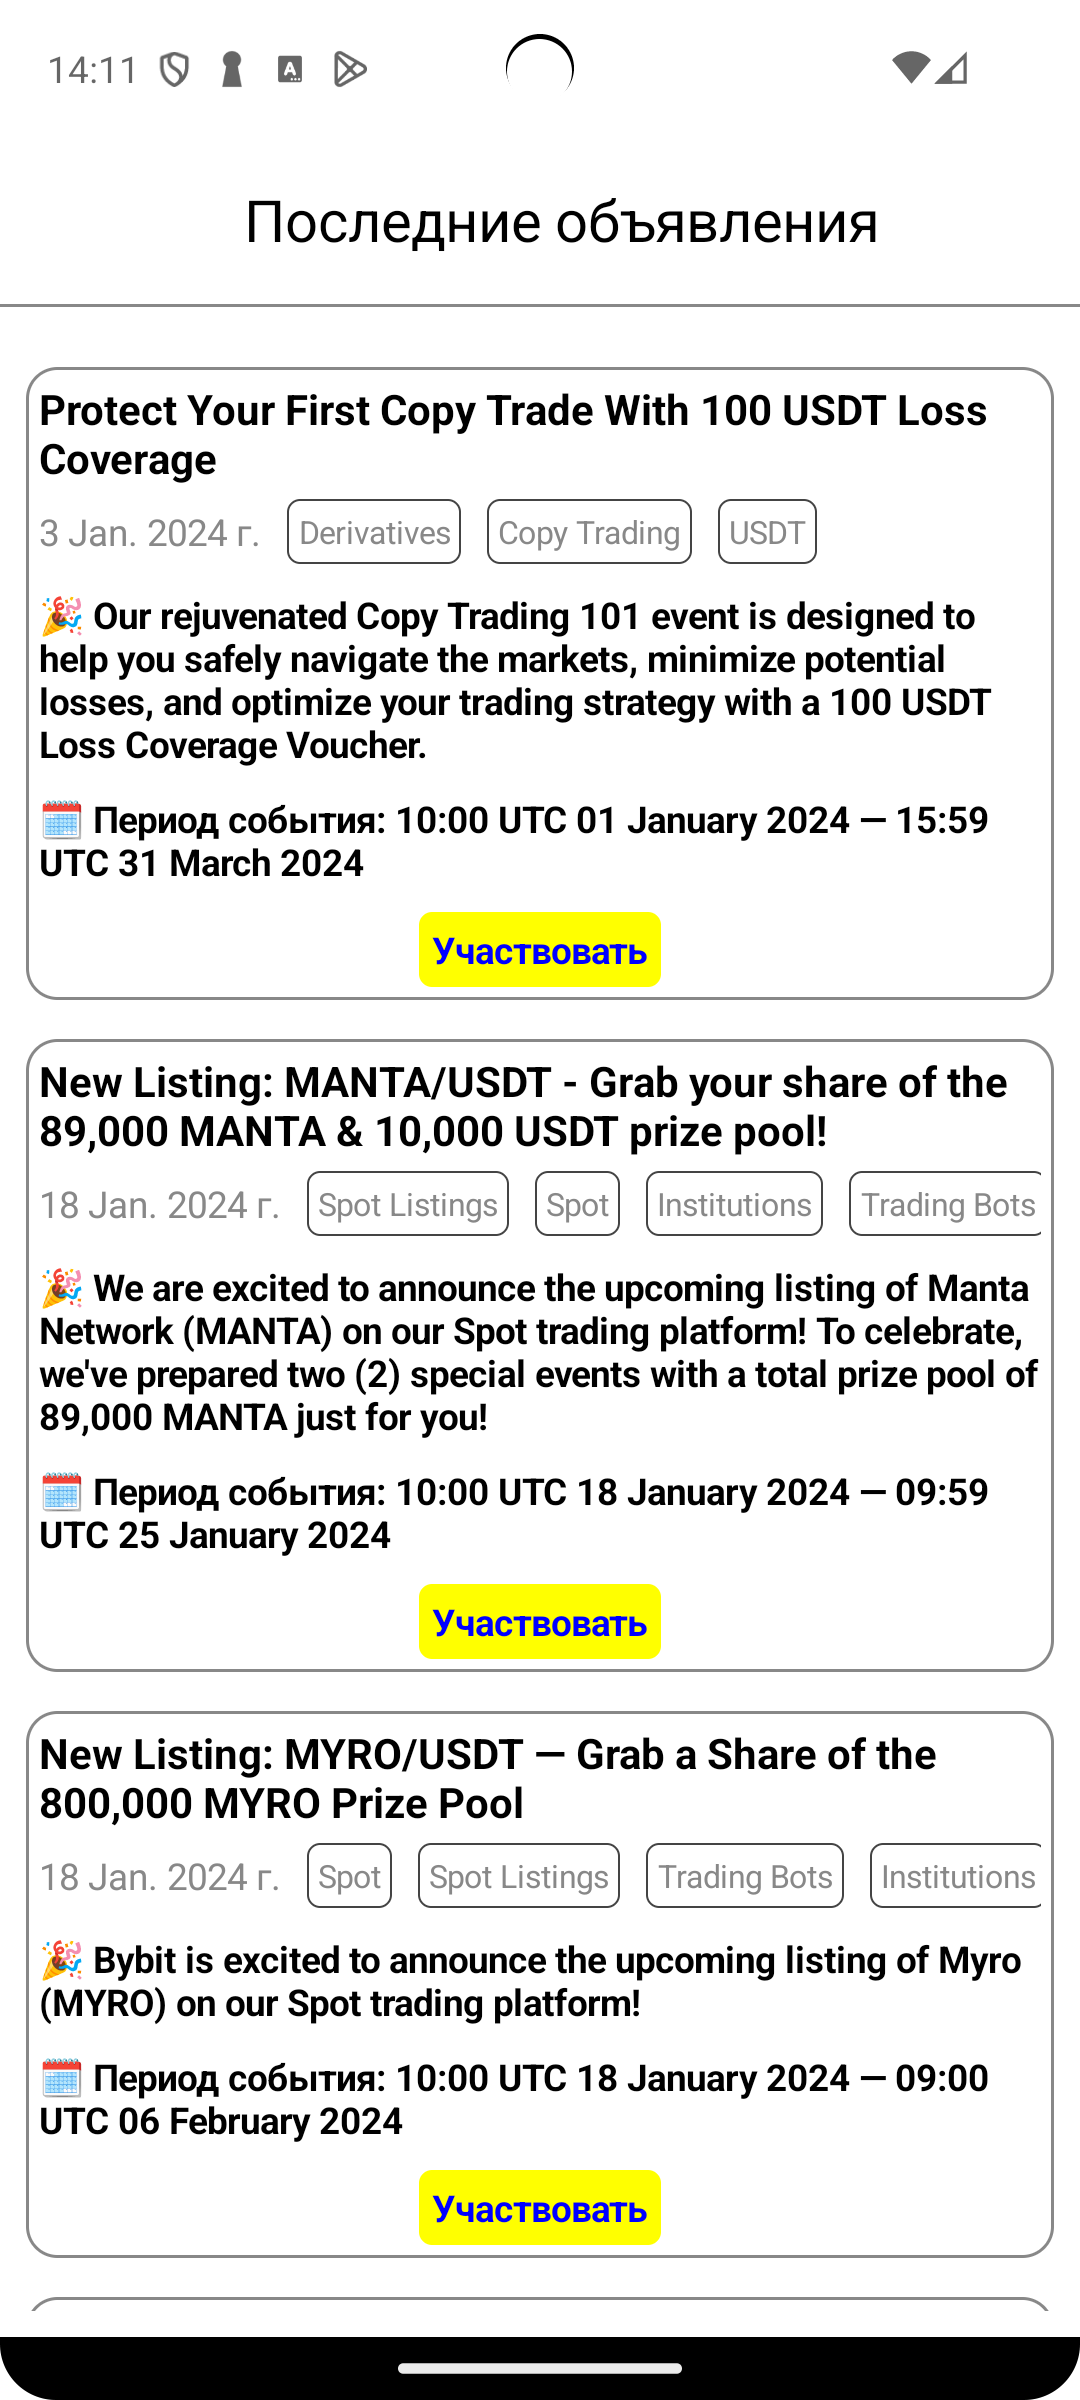 14:11
Последние объявления
Protect Your First Copy Trade With 100 USDT Loss
Coverage
3 Jan. 2024 г. Derivatives Copy Trading USDT
🎉 Our rejuvenated Copy Trading 101 event is designed to
help you safely navigate the markets, minimize potential
losses, and optimize your trading strategy with a 100 USDT
Loss Coverage Voucher.
🗓️ Период события: 10:00 UTC 01 January 2024 — 15:59
UTC 31 March 2024
Участвовать
New Listing: MANTA/USDT - Grab your share of the
89,000 MANTA & 10,000 USDT prize pool!
18 Jan. 2024 г. Spot Listings Spot Institutions Trading Bots
🎉 We are excited to announce the upcoming listing of Manta
Network (MANTA) on our Spot trading platform! To celebrate,
we've prepared two (2) special events with a total prize pool of
89,000 MANTA just for you!
🗓️ Период события: 10:00 UTC 18 January 2024 — 09:59
UTC 25 January 2024
Участвовать
New Listing: MYRO/USDT — Grab a Share of the
800,000 MYRO Prize Pool
18 Jan. 2024 г. Spot Spot Listings Trading Bots Institutions
🎉 Bybit is excited to announce the upcoming listing of Myro
(MYRO) on our Spot trading platform!
🗓️ Период события: 10:00 UTC 18 January 2024 — 09:00
UTC 06 February 2024
Участвовать